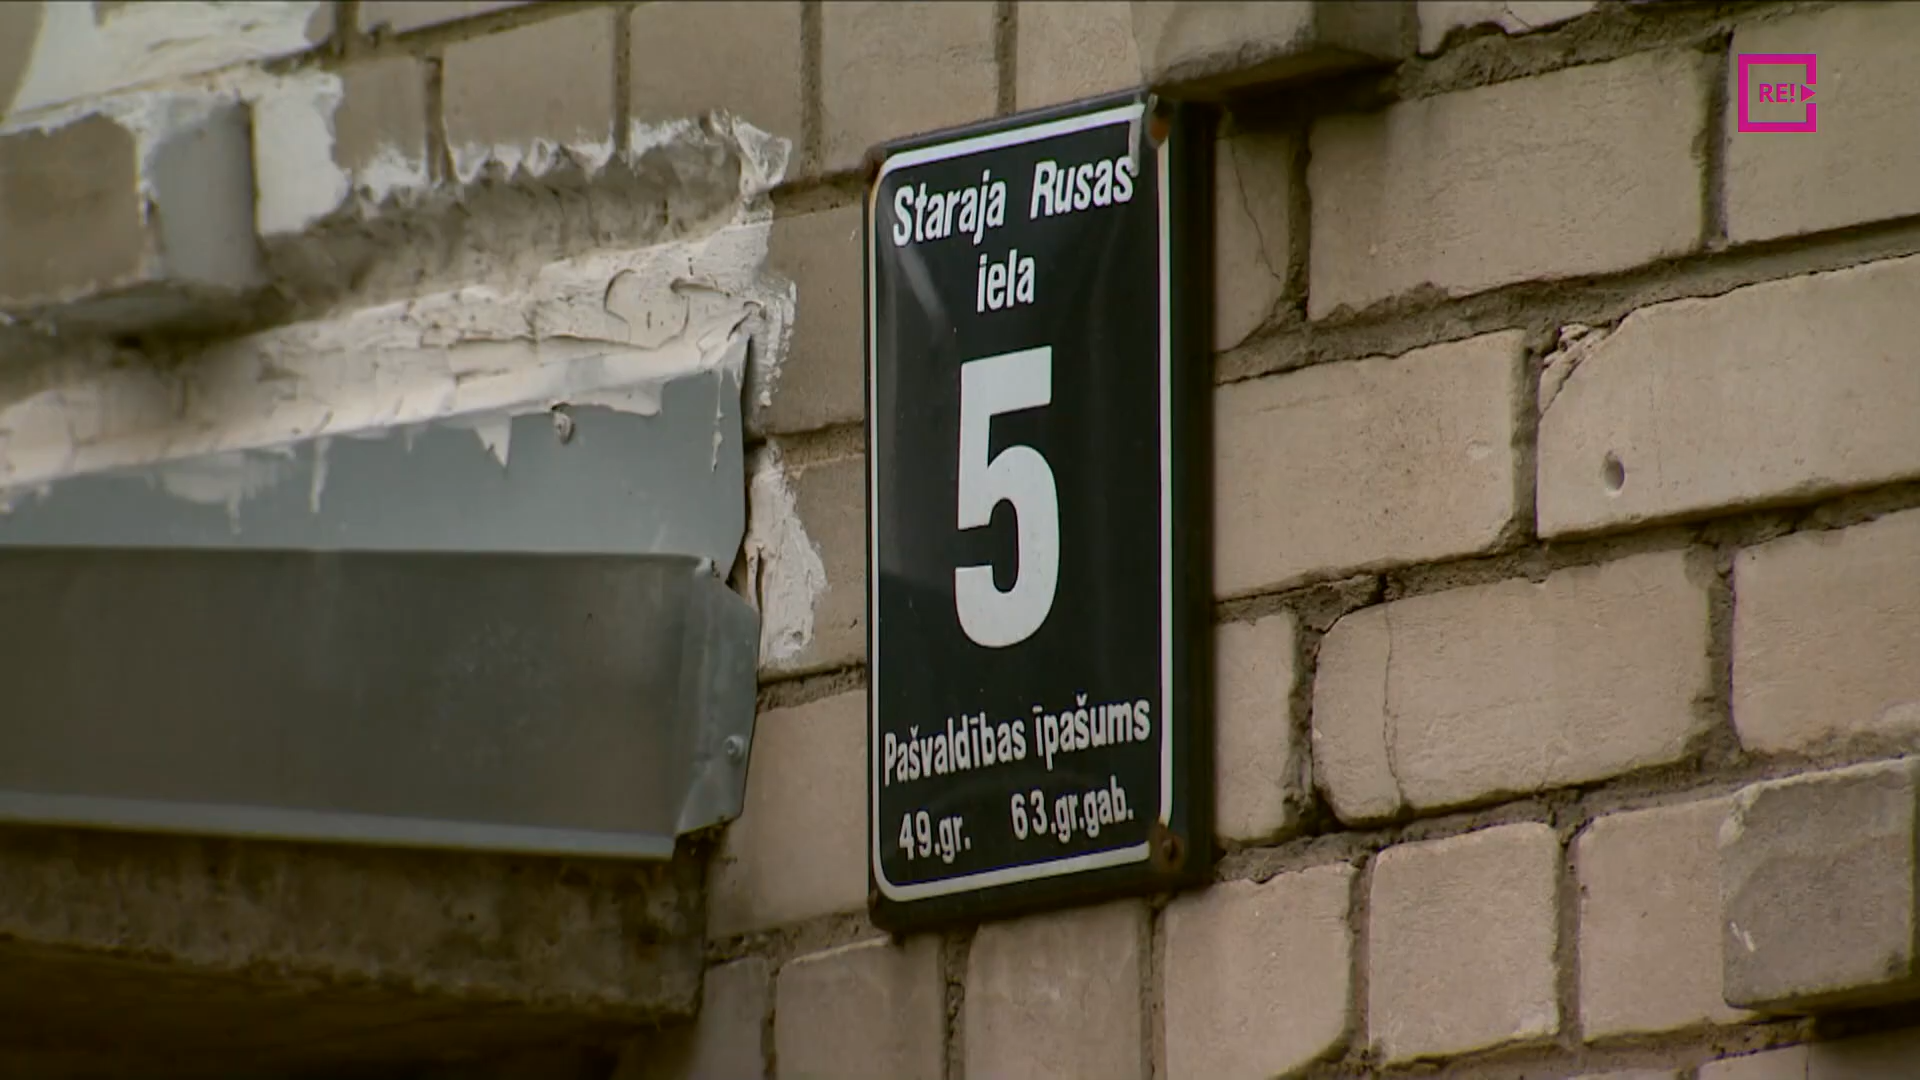 RE!
Staraja Rusas
iela
5
Pašvaldības īpašums
49.gr. 63.gr.gab.